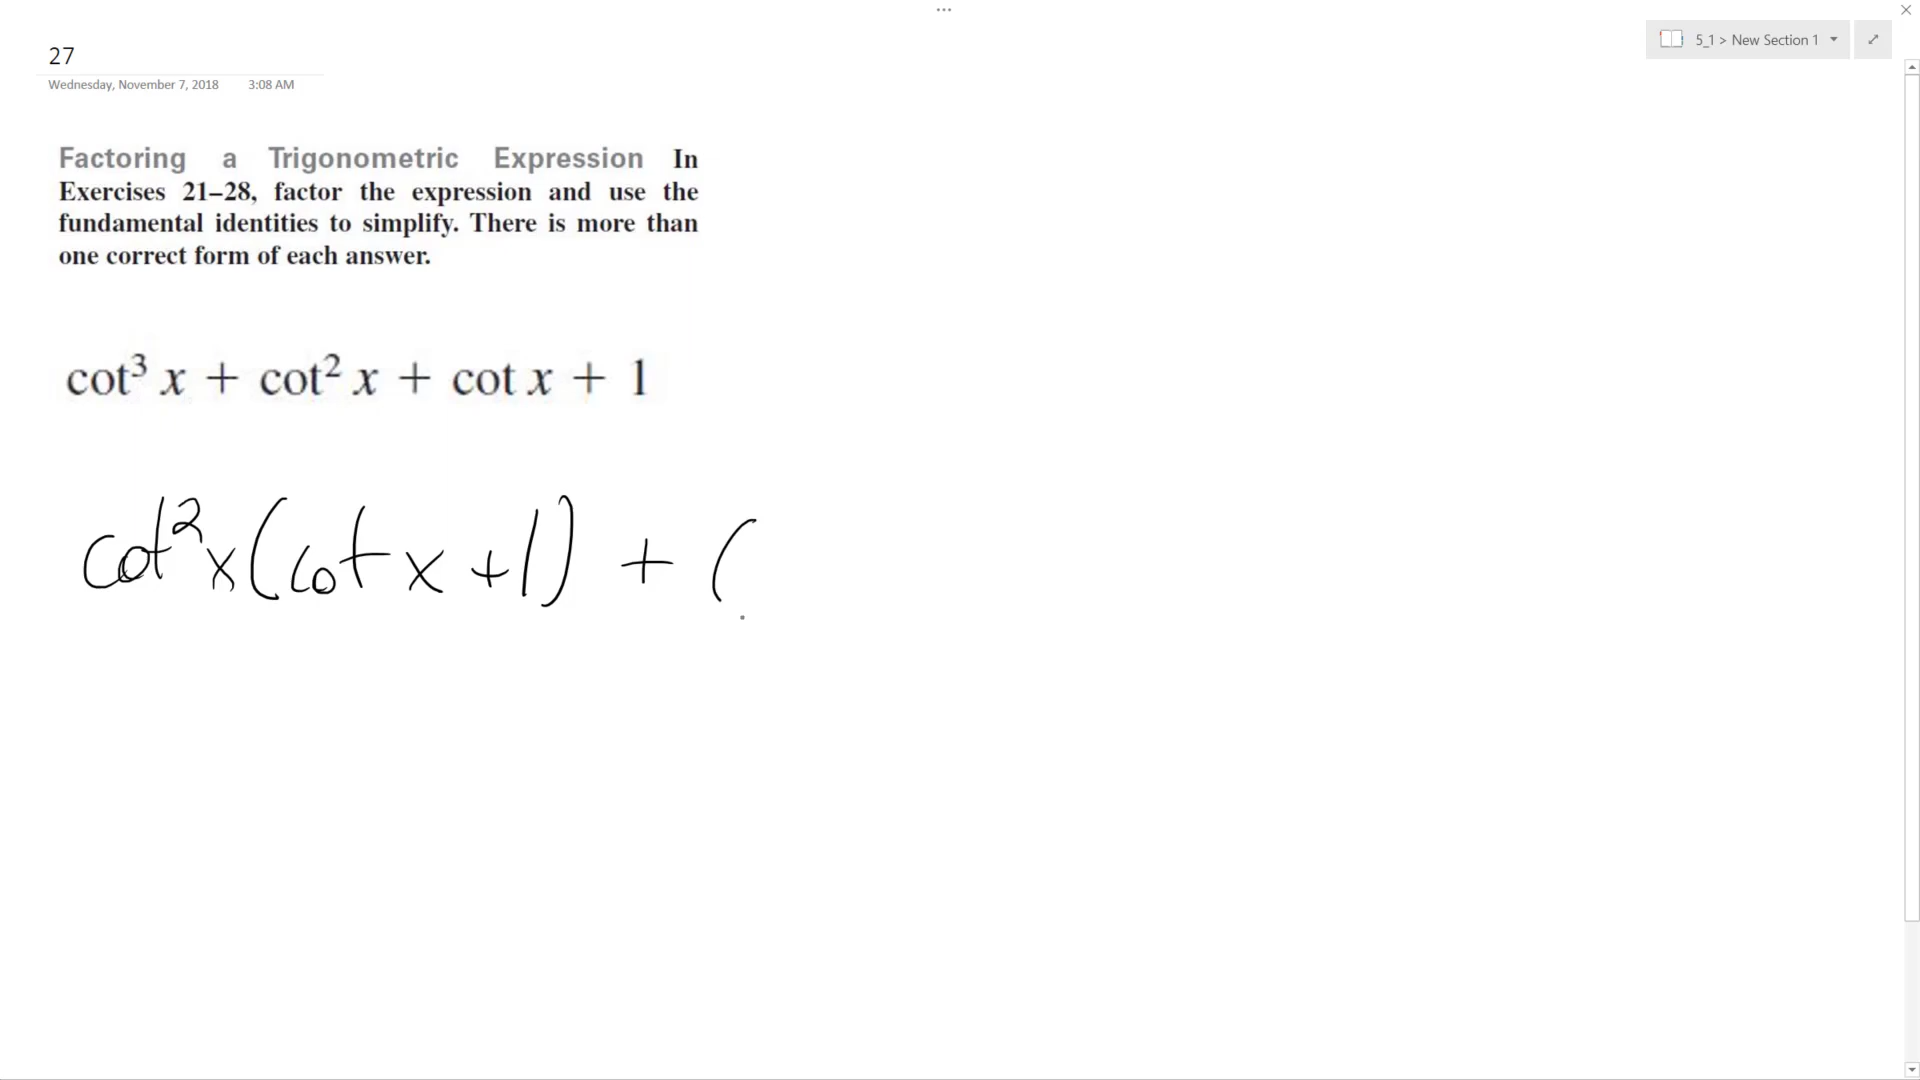 ...
27
5_1 > New Section 1
Wednesday, November 7, 2018 3:08 AM
Factoring a Trigonometric Expression In
Exercises 21–28, factor the expression and use the
fundamental identities to simplify. There is more than
one correct form of each answer.
cot³ x + cot² x + cot x + 1
cot² x (cot x + 1) + (